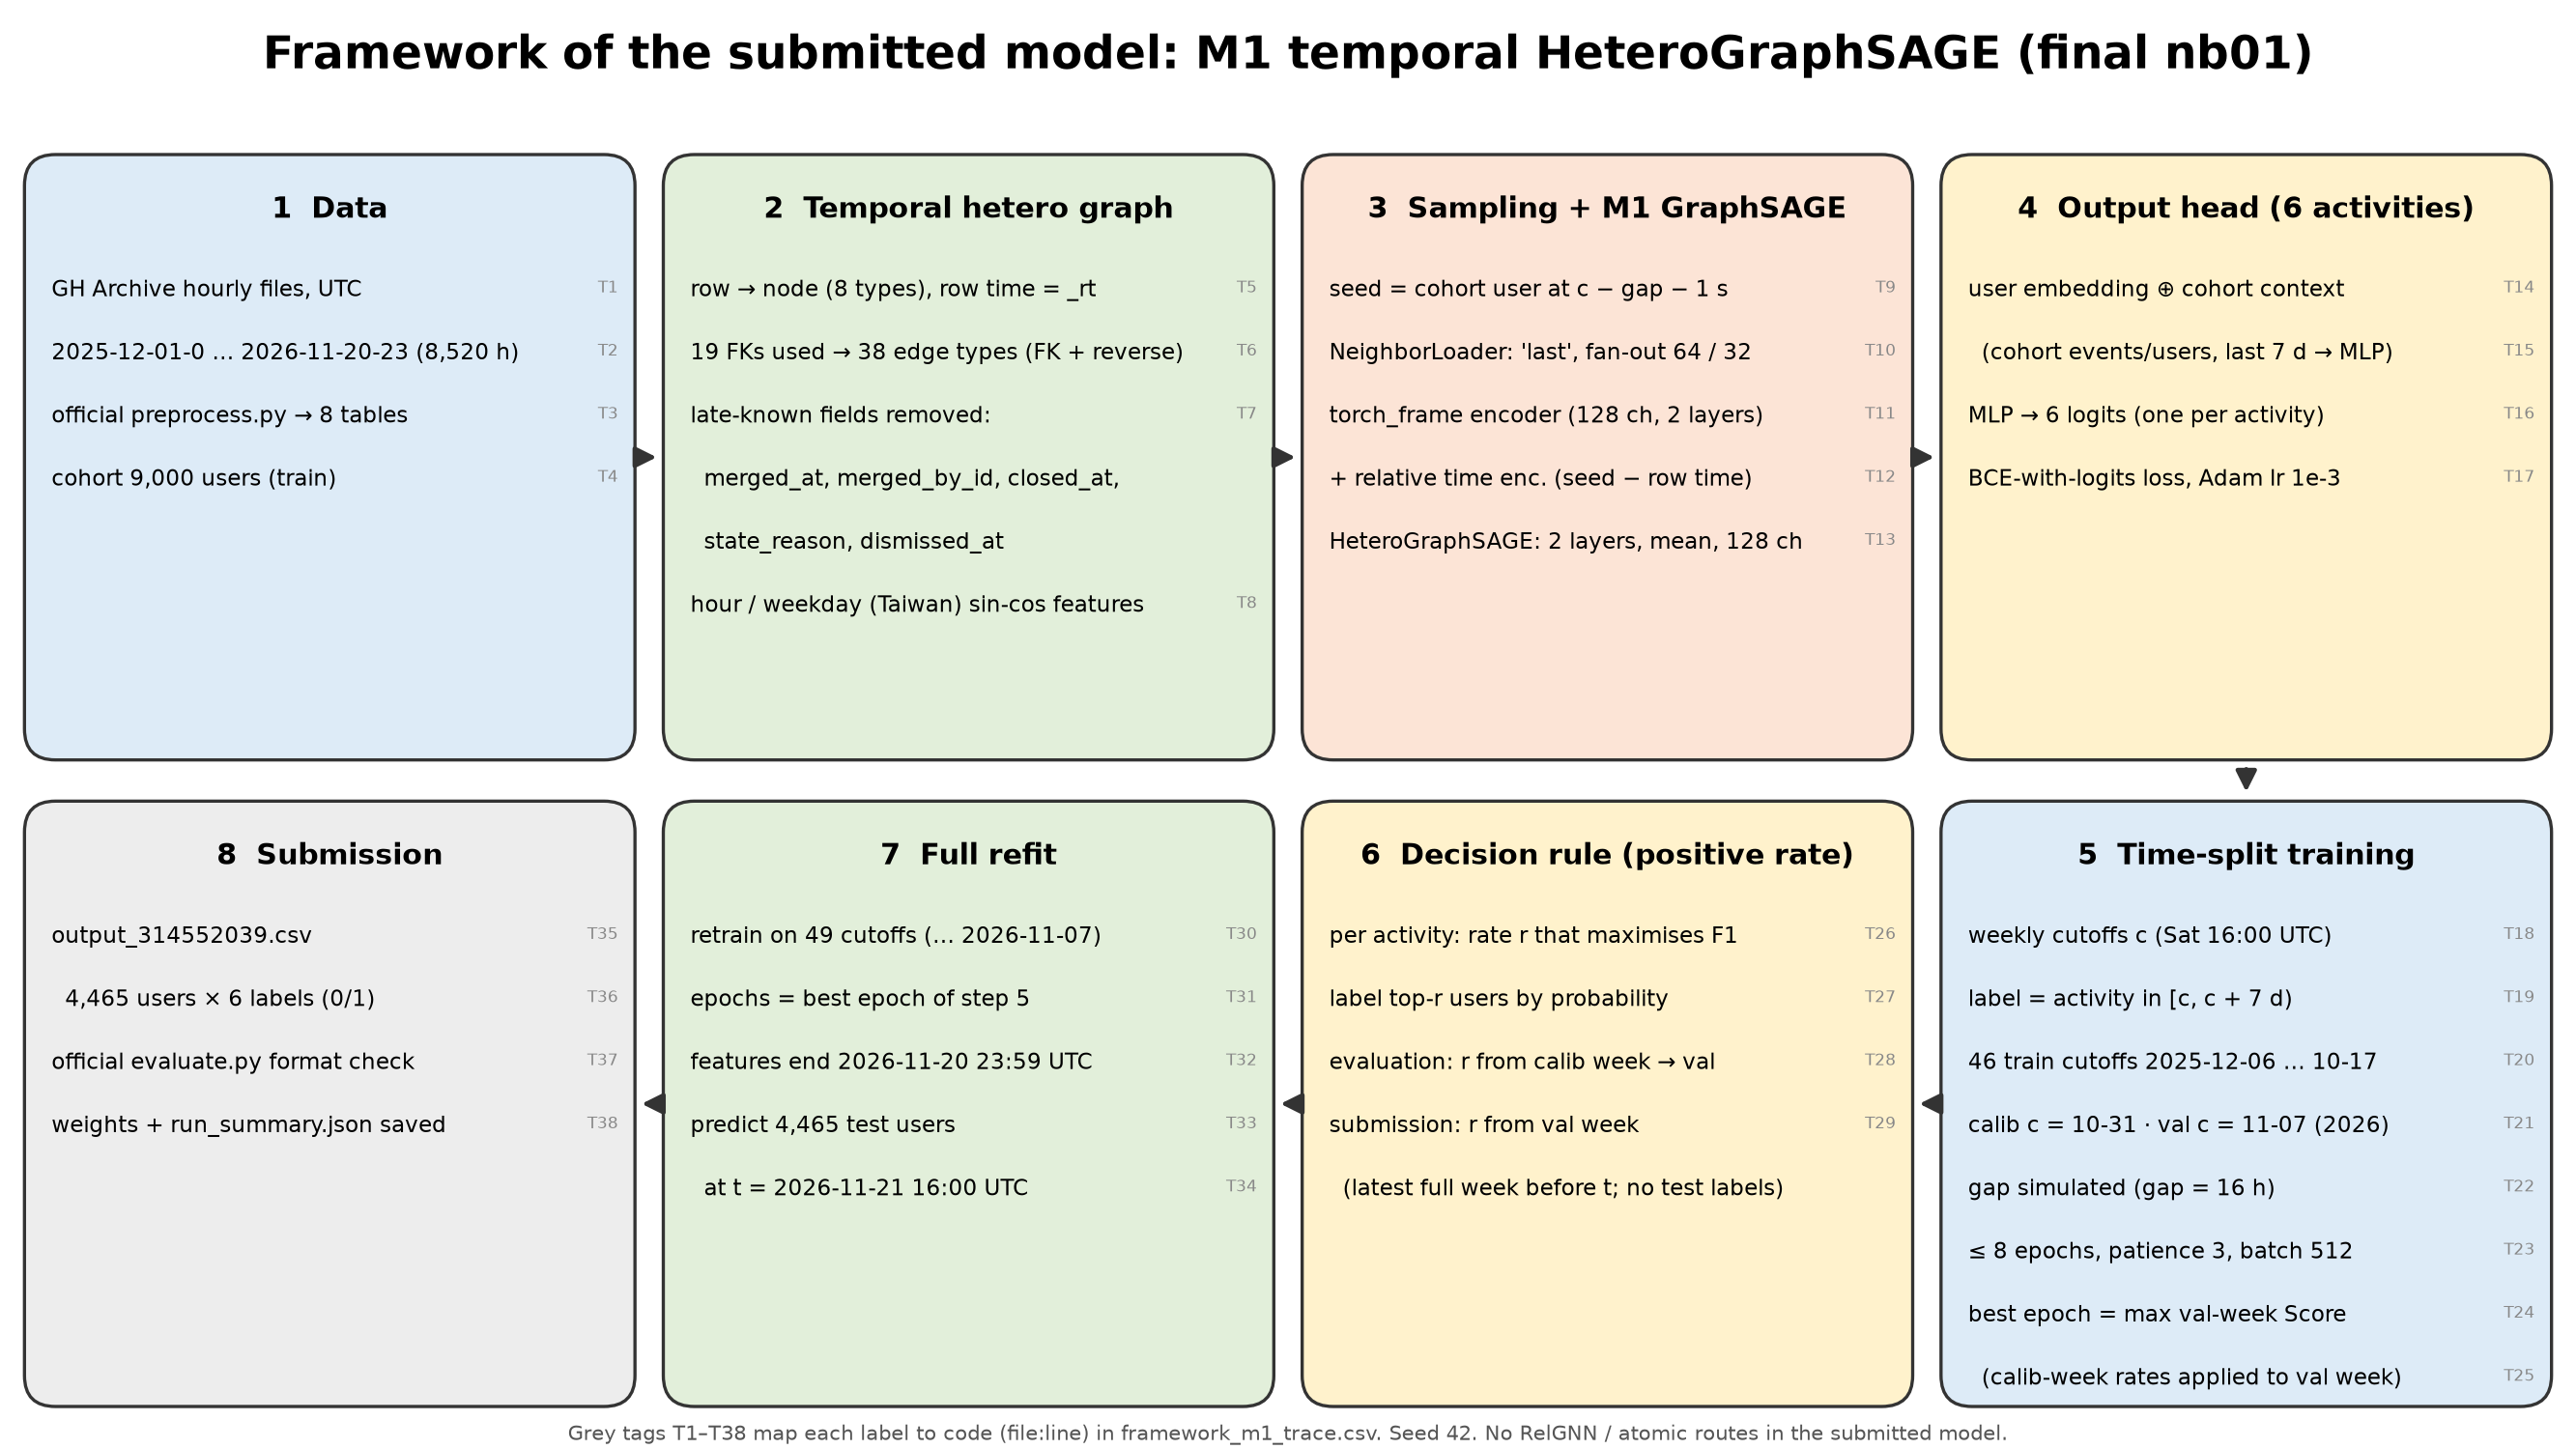 Framework of the submitted model: M1 temporal HeteroGraphSAGE (final nb01)
1 Data
GH Archive hourly files, UTC T1
2025-12-01-0 … 2026-11-20-23 (8,520 h) T2
official preprocess.py → 8 tables T3
cohort 9,000 users (train) T4
2 Temporal hetero graph
row → node (8 types), row time = _rt T5
19 FKs used → 38 edge types (FK + reverse) T6
late-known fields removed: T7
merged_at, merged_by_id, closed_at,
state_reason, dismissed_at
hour / weekday (Taiwan) sin-cos features T8
3 Sampling + M1 GraphSAGE
seed = cohort user at c − gap − 1 s T9
NeighborLoader: 'last', fan-out 64 / 32 T10
torch_frame encoder (128 ch, 2 layers) T11
+ relative time enc. (seed − row time) T12
HeteroGraphSAGE: 2 layers, mean, 128 ch T13
4 Output head (6 activities)
user embedding ⊕ cohort context T14
(cohort events/users, last 7 d → MLP) T15
MLP → 6 logits (one per activity) T16
BCE-with-logits loss, Adam lr 1e-3 T17
5 Time-split training
weekly cutoffs c (Sat 16:00 UTC) T18
label = activity in [c, c + 7 d) T19
46 train cutoffs 2025-12-06 … 10-17 T20
calib c = 10-31 · val c = 11-07 (2026) T21
gap simulated (gap = 16 h) T22
≤ 8 epochs, patience 3, batch 512 T23
best epoch = max val-week Score T24
(calib-week rates applied to val week) T25
6 Decision rule (positive rate)
per activity: rate r that maximises F1 T26
label top-r users by probability T27
evaluation: r from calib week → val T28
submission: r from val week T29
(latest full week before t; no test labels)
7 Full refit
retrain on 49 cutoffs (… 2026-11-07) T30
epochs = best epoch of step 5 T31
features end 2026-11-20 23:59 UTC T32
predict 4,465 test users T33
at t = 2026-11-21 16:00 UTC T34
8 Submission
output_314552039.csv T35
4,465 users × 6 labels (0/1) T36
official evaluate.py format check T37
weights + run_summary.json saved T38
Grey tags T1–T38 map each label to code (file:line) in framework_m1_trace.csv. Seed 42. No RelGNN / atomic routes in the submitted model.